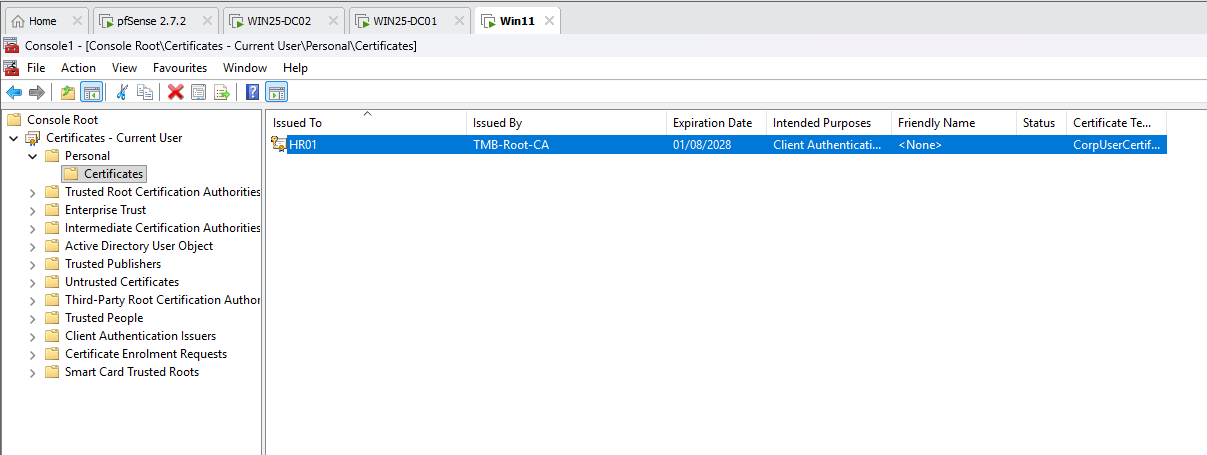 Home pfSense 2.7.2 WIN25-DC02 WIN25-DC01 Win11
Console1 - [Console Root\Certificates - Current User\Personal\Certificates]
File Action View Favourites Window Help
Console Root
Certificates - Current User
Personal
Certificates
Trusted Root Certification Authorities
Enterprise Trust
Intermediate Certification Authorities
Active Directory User Object
Trusted Publishers
Untrusted Certificates
Third-Party Root Certification Author
Trusted People
Client Authentication Issuers
Certificate Enrolment Requests
Smart Card Trusted Roots
Issued To Issued By Expiration Date Intended Purposes Friendly Name Status Certificate Te...
HR01 TMB-Root-CA 01/08/2028 Client Authenticati... <None> CorpUserCertif...